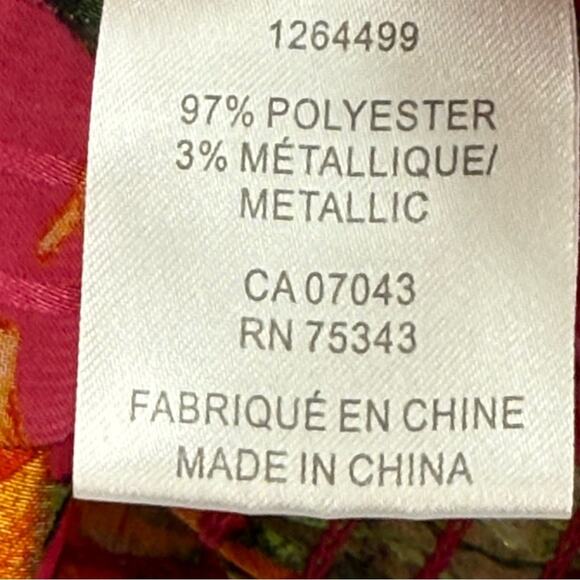 1264499
97% POLYESTER
3% MÉTALLIQUE/
METALLIC
CA 07043
RN 75343
FABRIQUÉ EN CHINE
MADE IN CHINA